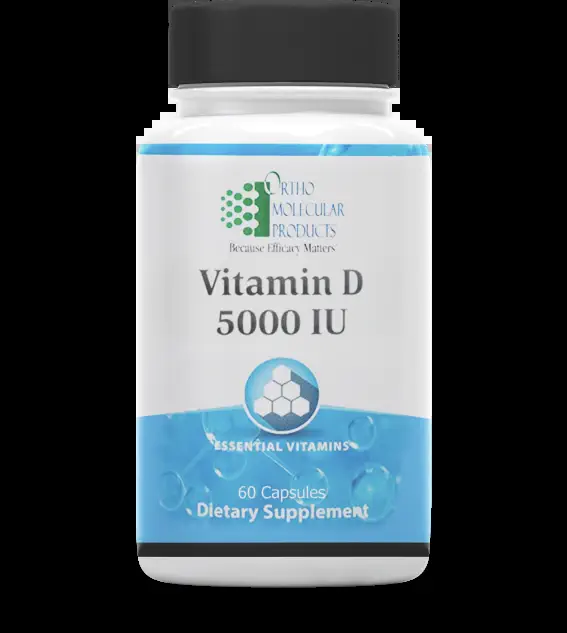 ORTHO
MOLECULAR
PRODUCTS
Because Efficacy Matters
Vitamin D
5000 IU
ESSENTIAL VITAMINS
60 Capsules
Dietary Supplement